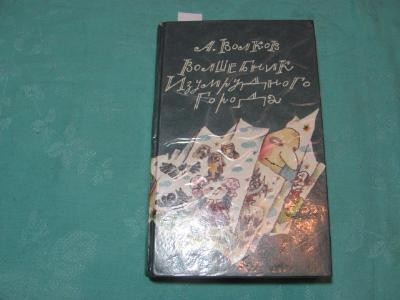 А. Волков
Волшебник
Изумрудного
Города